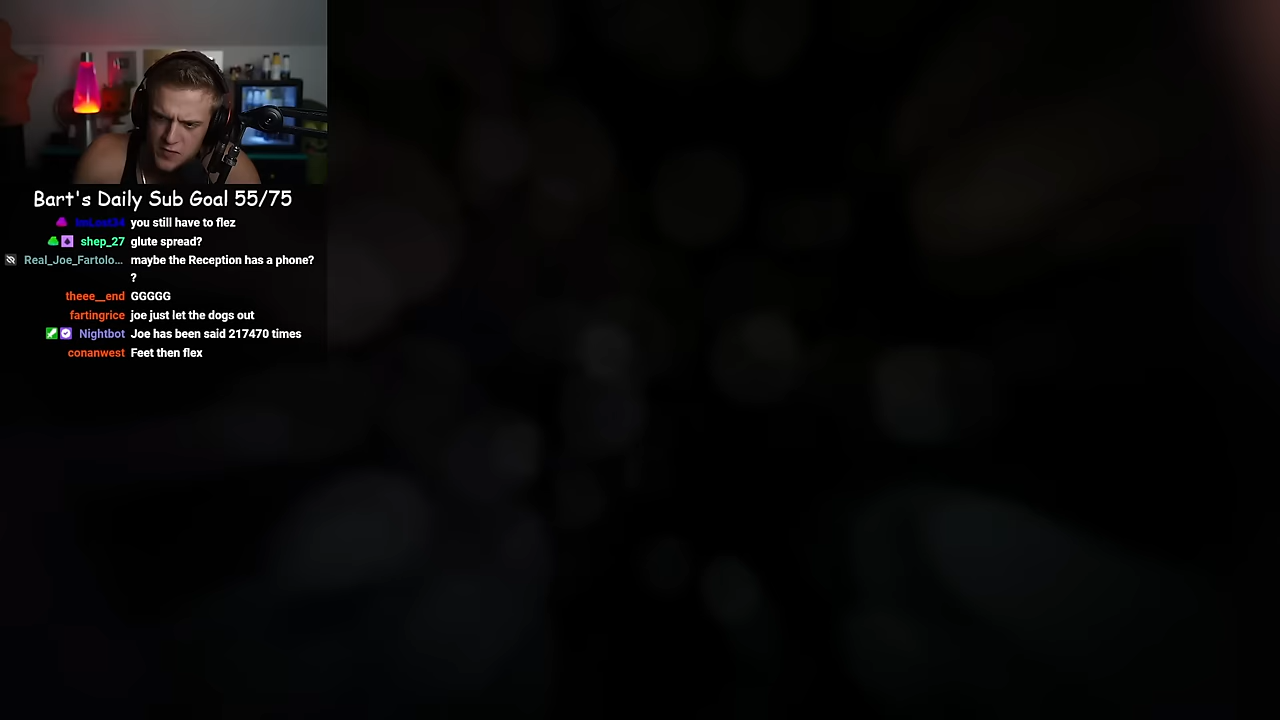 Bart's Daily Sub Goal 55/75
you still have to flez
shep_27 glute spread?
Real_Joe_Fartolo... maybe the Reception has a phone?
?
theee__end GGGGG
fartingrice joe just let the dogs out
Nightbot Joe has been said 217470 times
conanwest Feet then flex